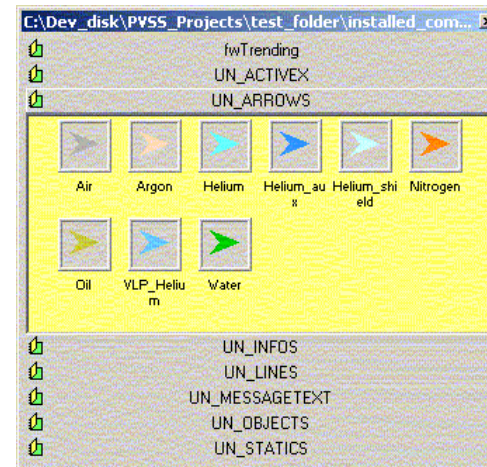 C:\Dev_disk\PVSS_Projects\test_folder\installed_com...
fwTrending
UN_ACTIVEX
UN_ARROWS
Air Argon Helium Helium_au Helium_shi Nitrogen
x eld
Oil VLP_Heliu Water
m
UN_INFOS
UN_LINES
UN_MESSAGETEXT
UN_OBJECTS
UN_STATICS